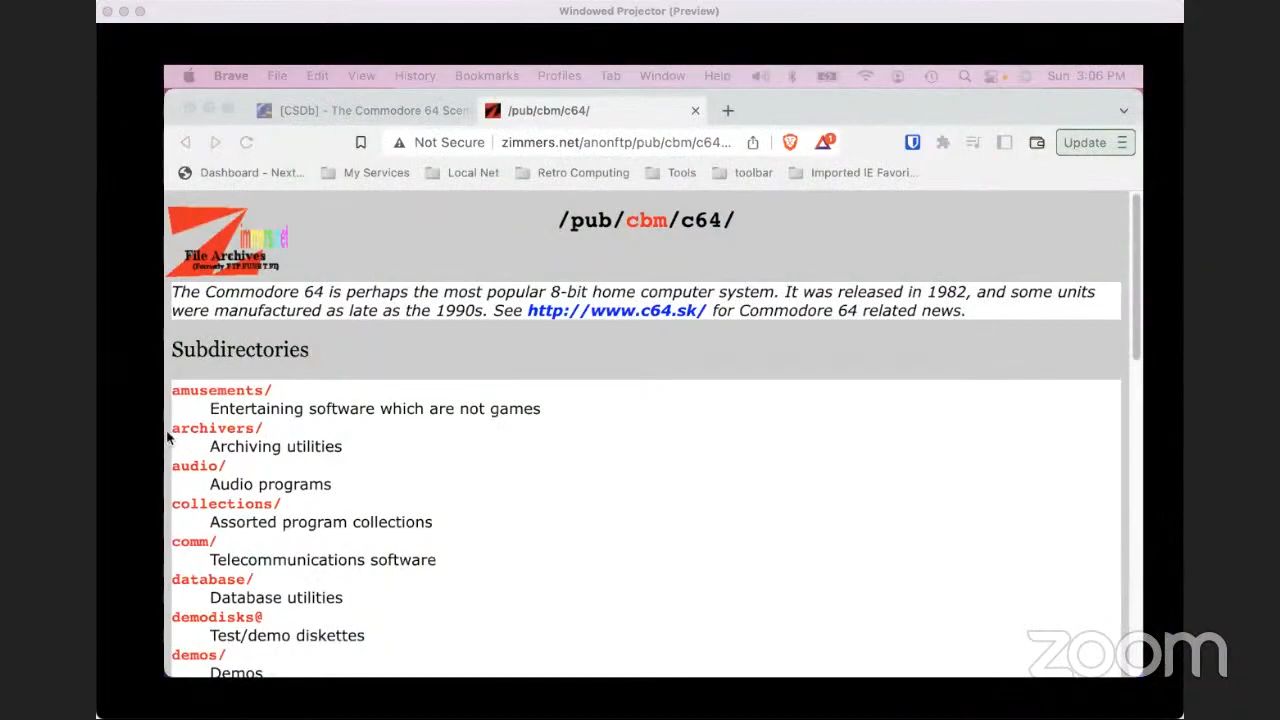 Windowed Projector (Preview)
Brave File Edit View History Bookmarks Profiles Tab Window Help Sun 3:06 PM
[CSDb] - The Commodore 64 Scen
/pub/cbm/c64/
Not Secure zimmers.net/anonftp/pub/cbm/c64... 1 Update
Dashboard - Next... My Services Local Net Retro Computing Tools toolbar Imported IE Favori...
/pub/cbm/c64/
File Archives
(Formerly FTP.FUNET.FI)
The Commodore 64 is perhaps the most popular 8-bit home computer system. It was released in 1982, and some units
were manufactured as late as the 1990s. See http://www.c64.sk/ for Commodore 64 related news.
Subdirectories
amusements/
Entertaining software which are not games
archivers/
Archiving utilities
audio/
Audio programs
collections/
Assorted program collections
comm/
Telecommunications software
database/
Database utilities
demodisks@
Test/demo diskettes
demos/
Demos
zoom